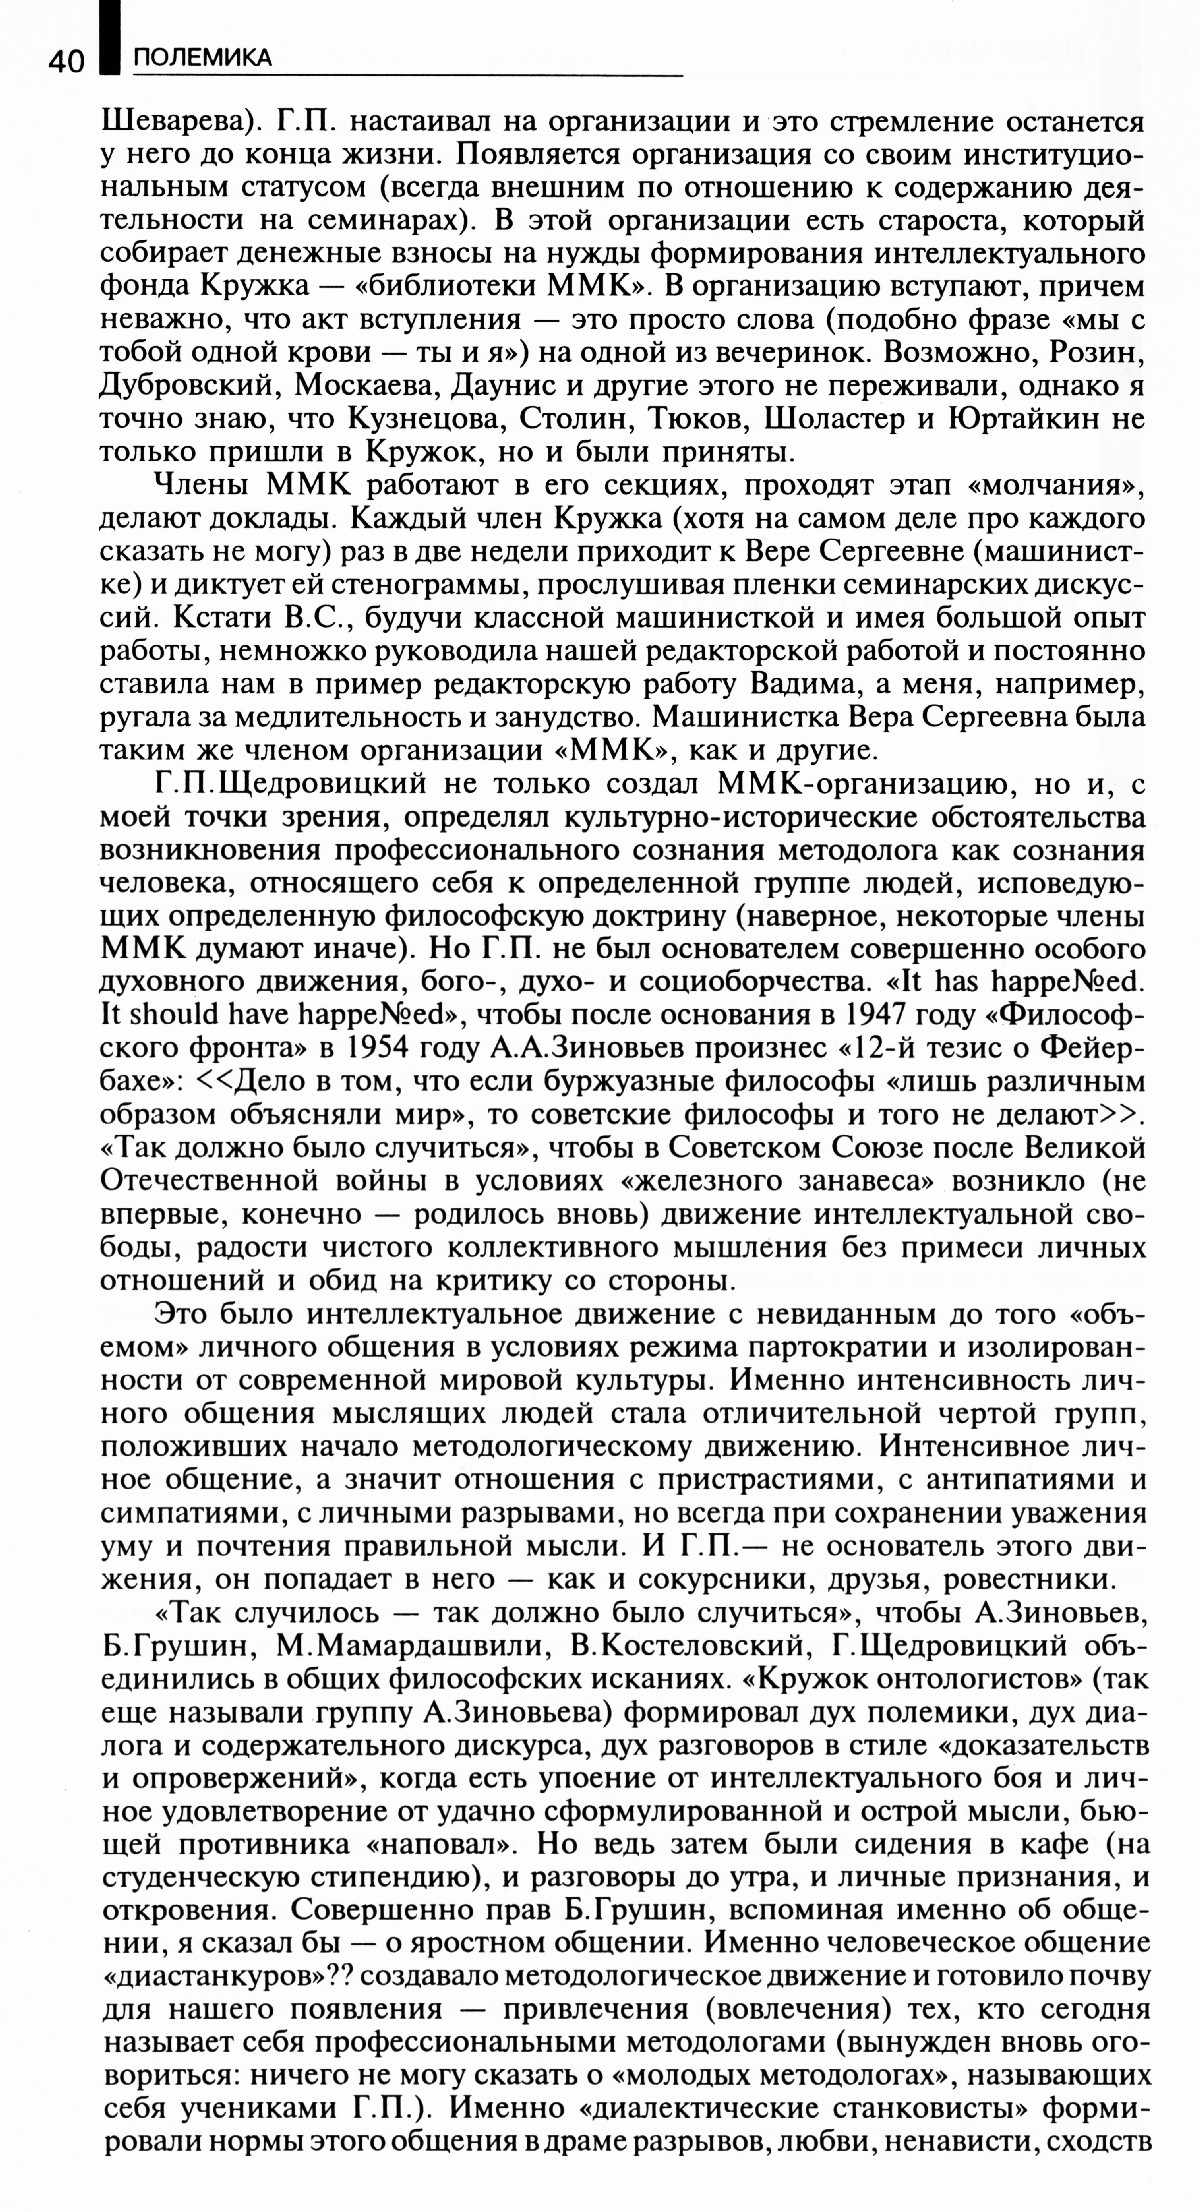 40 ПОЛЕМИКА
Шеварева). Г.П. настаивал на организации и это стремление останется
у него до конца жизни. Появляется организация со своим институцио-
нальным статусом (всегда внешним по отношению к содержанию дея-
тельности на семинарах). В этой организации есть староста, который
собирает денежные взносы на нужды формирования интеллектуального
фонда Кружка — «библиотеки ММК». В организацию вступают, причем
неважно, что акт вступления — это просто слова (подобно фразе «мы с
тобой одной крови — ты и я») на одной из вечеринок. Возможно, Розин,
Дубровский, Москаева, Даунис и другие этого не переживали, однако я
точно знаю, что Кузнецова, Столин, Тюков, Шоластер и Юртайкин не
только пришли в Кружок, но и были приняты.
Члены ММК работают в его секциях, проходят этап «молчания»,
делают доклады. Каждый член Кружка (хотя на самом деле про каждого
сказать не могу) раз в две недели приходит к Вере Сергеевне (машинист-
ке) и диктует ей стенограммы, прослушивая пленки семинарских дискус-
сий. Кстати В.С., будучи классной машинисткой и имея большой опыт
работы, немножко руководила нашей редакторской работой и постоянно
ставила нам в пример редакторскую работу Вадима, а меня, например,
ругала за медлительность и занудство. Машинистка Вера Сергеевна была
таким же членом организации «ММК», как и другие.
Г.П.Щедровицкий не только создал ММК-организацию, но и, с
моей точки зрения, определял культурно-исторические обстоятельства
возникновения профессионального сознания методолога как сознания
человека, относящего себя к определенной группе людей, исповедую-
щих определенную философскую доктрину (наверное, некоторые члены
ММК думают иначе). Но Г.П. не был основателем совершенно особого
духовного движения, бого-, духо- и социоборчества. «It has happe№ed.
It should have happe№ed», чтобы после основания в 1947 году «Философ-
ского фронта» в 1954 году А.А.Зиновьев произнес «12-й тезис о Фейер-
бахе»: <<Дело в том, что если буржуазные философы «лишь различным
образом объясняли мир», то советские философы и того не делают>>.
«Так должно было случиться», чтобы в Советском Союзе после Великой
Отечественной войны в условиях «железного занавеса» возникло (не
впервые, конечно — родилось вновь) движение интеллектуальной сво-
боды, радости чистого коллективного мышления без примеси личных
отношений и обид на критику со стороны.
Это было интеллектуальное движение с невиданным до того «объ-
емом» личного общения в условиях режима партократии и изолирован-
ности от современной мировой культуры. Именно интенсивность лич-
ного общения мыслящих людей стала отличительной чертой групп,
положивших начало методологическому движению. Интенсивное лич-
ное общение, а значит отношения с пристрастиями, с антипатиями и
симпатиями, с личными разрывами, но всегда при сохранении уважения
уму и почтения правильной мысли. И Г.П.— не основатель этого дви-
жения, он попадает в него — как и сокурсники, друзья, ровестники.
«Так случилось — так должно было случиться», чтобы А.Зиновьев,
Б.Грушин, М.Мамардашвили, В.Костеловский, Г.Щедровицкий объ-
единились в общих философских исканиях. «Кружок онтологистов» (так
еще называли группу А.Зиновьева) формировал дух полемики, дух диа-
лога и содержательного дискурса, дух разговоров в стиле «доказательств
и опровержений», когда есть упоение от интеллектуального боя и лич-
ное удовлетворение от удачно сформулированной и острой мысли, бью-
щей противника «наповал». Но ведь затем были сидения в кафе (на
студенческую стипендию), и разговоры до утра, и личные признания, и
откровения. Совершенно прав Б.Грушин, вспоминая именно об обще-
нии, я сказал бы — о яростном общении. Именно человеческое общение
«диастанкуров»?? создавало методологическое движение и готовило почву
для нашего появления — привлечения (вовлечения) тех, кто сегодня
называет себя профессиональными методологами (вынужден вновь ого-
вориться: ничего не могу сказать о «молодых методологах», называющих
себя учениками Г.П.). Именно «диалектические станковисты» форми-
ровали нормы этого общения в драме разрывов, любви, ненависти, сходств